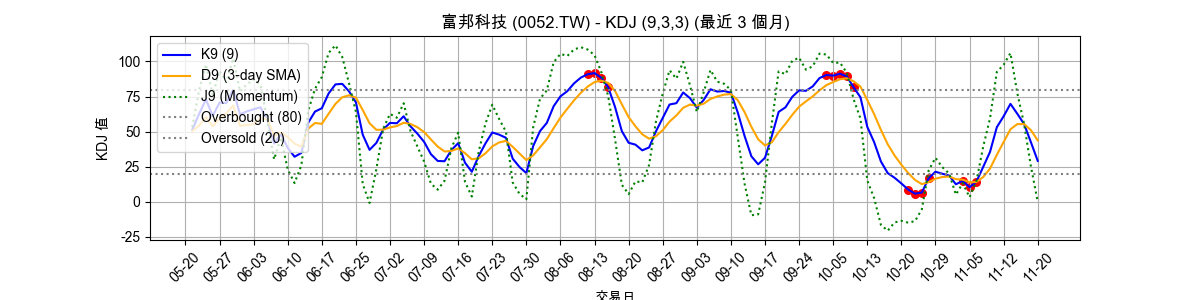 富邦科技 (0052.TW) - KDJ (9,3,3) (最近 3 個月)
KDJ 值
100
75
50
25
0
-25
K9 (9)
D9 (3-day SMA)
J9 (Momentum)
Overbought (80)
Oversold (20)
05-20 05-27 06-03 06-10 06-17 06-25 07-02 07-09 07-16 07-23 07-30 08-06 08-13 08-20 08-27 09-03 09-10 09-17 09-24 10-05 10-13 10-20 10-29 11-05 11-12 11-20
交易日